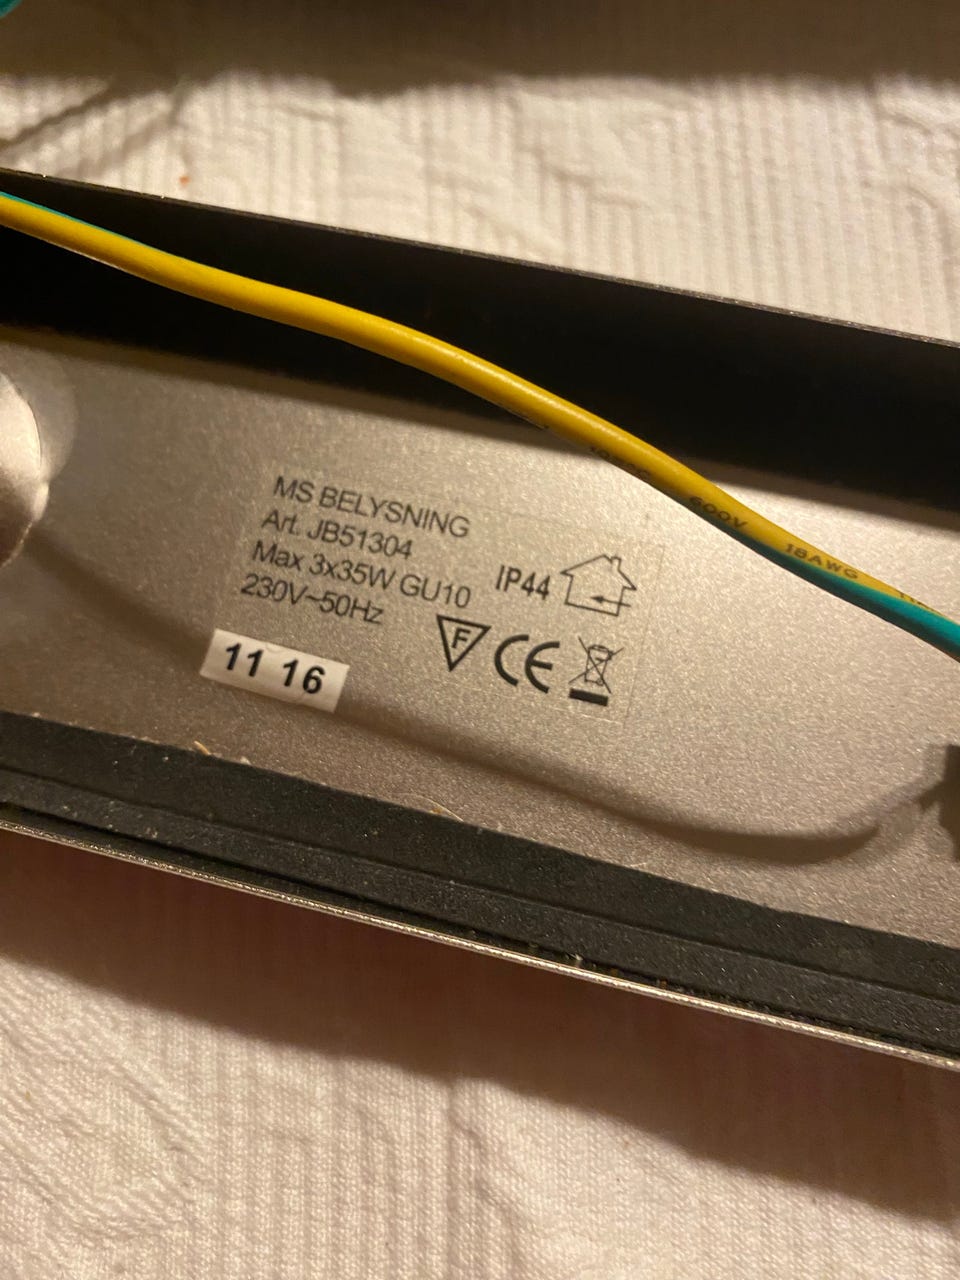 MS BELYSNING
Art. JB51304
Max 3x35W GU10
230V~50Hz
IP44
F
CE
11 16
600V
18AWG